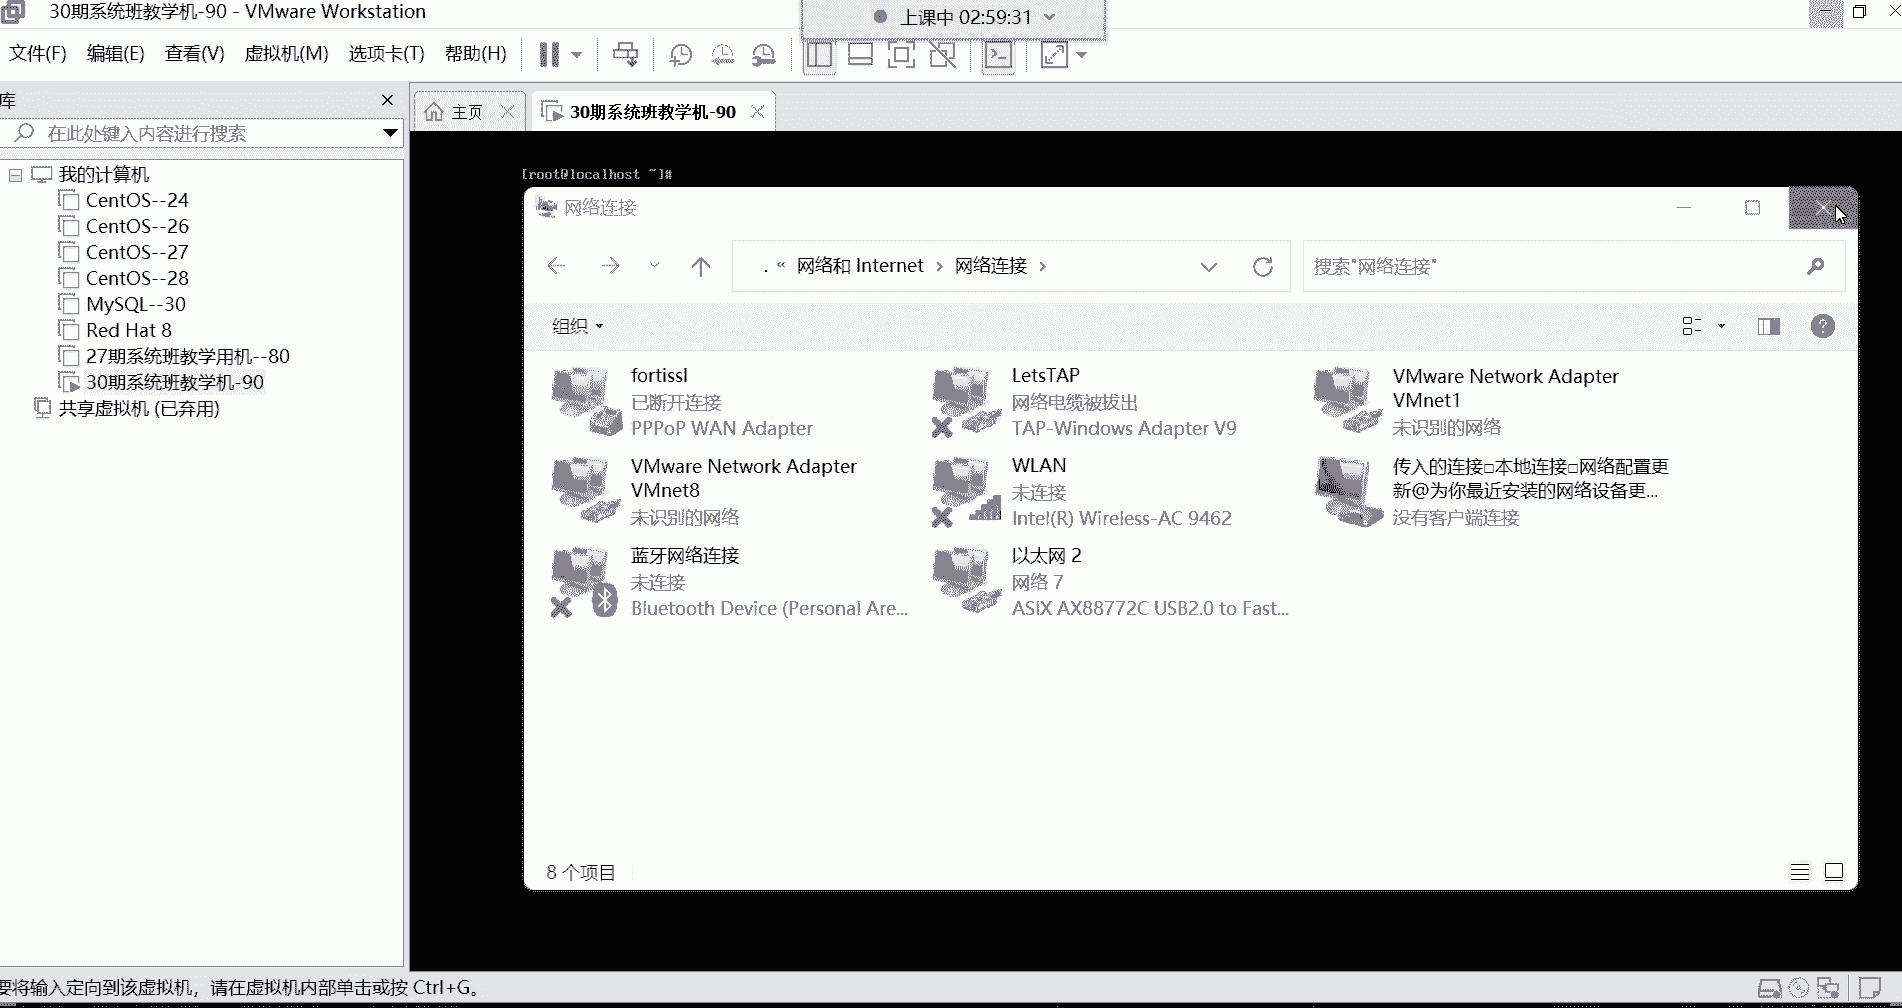 30期系统班教学机-90 - VMware Workstation
上课中 02:59:31
文件(F) 编辑(E) 查看(V) 虚拟机(M) 选项卡(T) 帮助(H)
库
在此处键入内容进行搜索
我的计算机
CentOS--24
CentOS--26
CentOS--27
CentOS--28
MySQL--30
Red Hat 8
27期系统班教学用机--80
30期系统班教学机-90
共享虚拟机 (已弃用)
主页
30期系统班教学机-90
[root@localhost ~]#
网络连接
« 网络和 Internet › 网络连接 ›
搜索"网络连接"
组织
fortissl
已断开连接
PPPoP WAN Adapter
LetsTAP
网络电缆被拔出
TAP-Windows Adapter V9
VMware Network Adapter
VMnet1
未识别的网络
VMware Network Adapter
VMnet8
未识别的网络
WLAN
未连接
Intel(R) Wireless-AC 9462
传入的连接□本地连接□网络配置更
新@为你最近安装的网络设备更...
没有客户端连接
蓝牙网络连接
未连接
Bluetooth Device (Personal Are...
以太网 2
网络 7
ASIX AX88772C USB2.0 to Fast...
8 个项目
要将输入定向到该虚拟机，请在虚拟机内部单击或按 Ctrl+G。